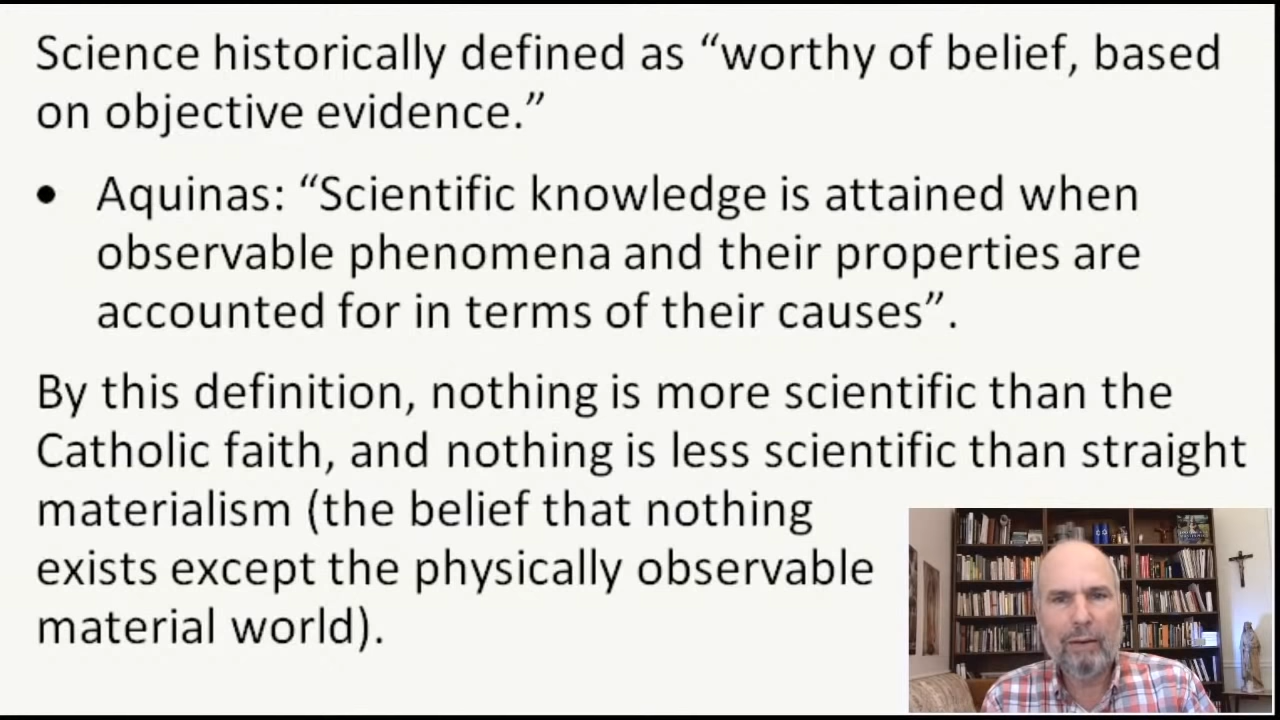 Science historically defined as “worthy of belief, based
on objective evidence.”
• Aquinas: “Scientific knowledge is attained when
observable phenomena and their properties are
accounted for in terms of their causes”.
By this definition, nothing is more scientific than the
Catholic faith, and nothing is less scientific than straight
materialism (the belief that nothing
exists except the physically observable
material world).